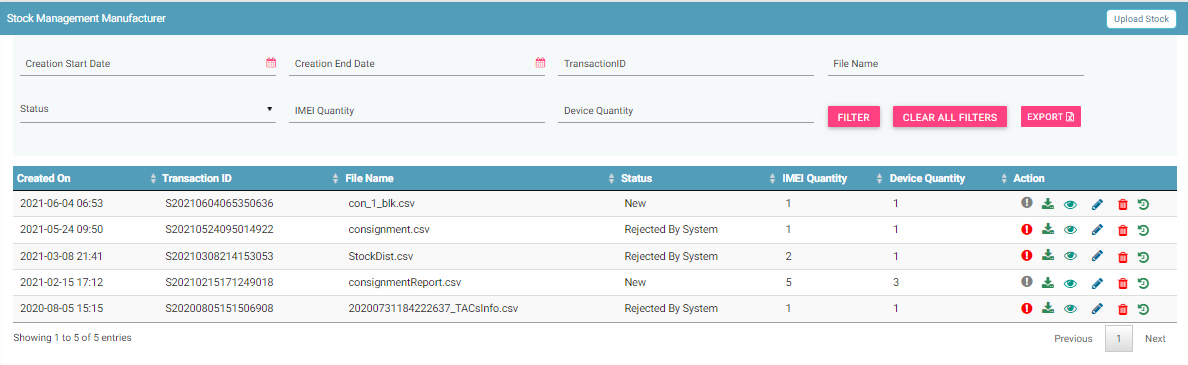 Stock Management Manufacturer Upload Stock
Creation Start Date Creation End Date TransactionID File Name
Status IMEI Quantity Device Quantity FILTER CLEAR ALL FILTERS EXPORT
Created On Transaction ID File Name Status IMEI Quantity Device Quantity Action
2021-06-04 06:53 S20210604065350636 con_1_blk.csv New 1 1
2021-05-24 09:50 S20210524095014922 consignment.csv Rejected By System 1 1
2021-03-08 21:41 S20210308214153053 StockDist.csv Rejected By System 2 1
2021-02-15 17:12 S20210215171249018 consignmentReport.csv New 5 3
2020-08-05 15:15 S20200805151506908 20200731184222637_TACsInfo.csv Rejected By System 1 1
Showing 1 to 5 of 5 entries Previous 1 Next